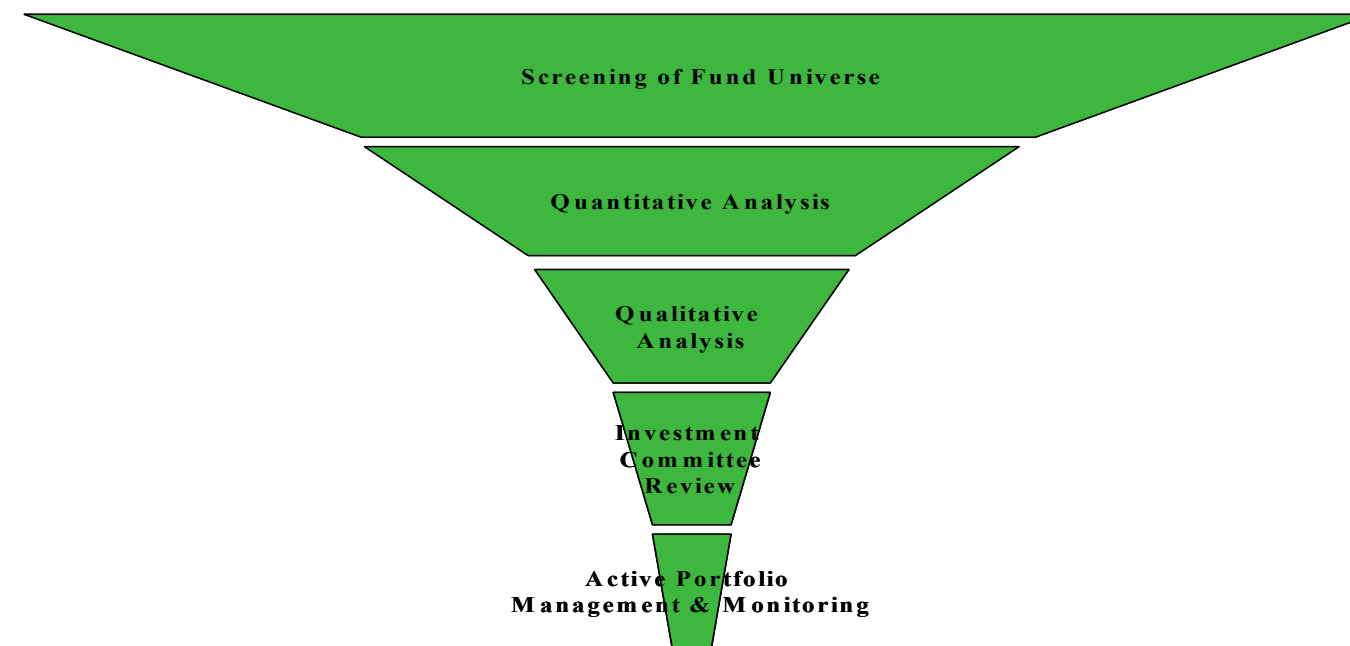 Screening of Fund Universe
Quantitative Analysis
Qualitative
Analysis
Investment
Committee
Review
Active Portfolio
Management & Monitoring